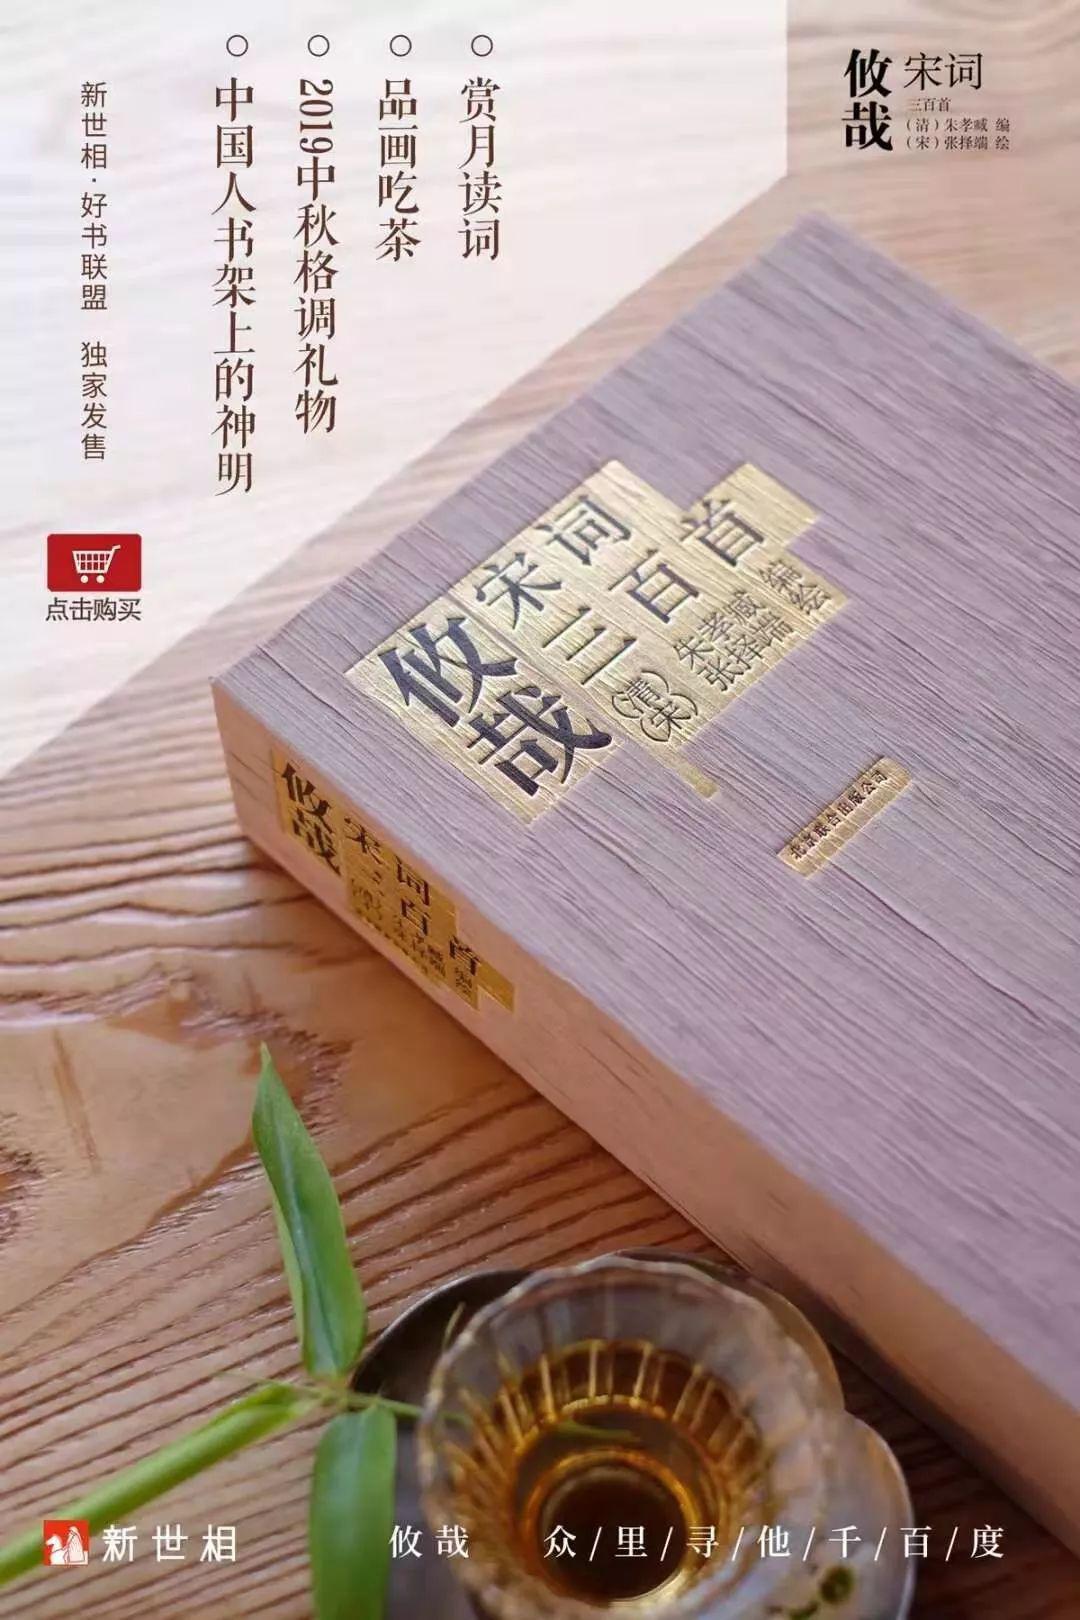 赏月读词
品画吃茶
2019中秋格调礼物
中国人书架上的神明
新世相·好书联盟 独家发售
点击购买
攸哉
宋词
三百首
(清)朱孝臧 编
(宋)张择端 绘
攸哉
宋词
三百首
(清)朱孝臧 编
(宋)张择端 绘
北京联合出版公司
攸哉
宋词
三百首
新世相
攸哉 众/里/寻/他/千/百/度